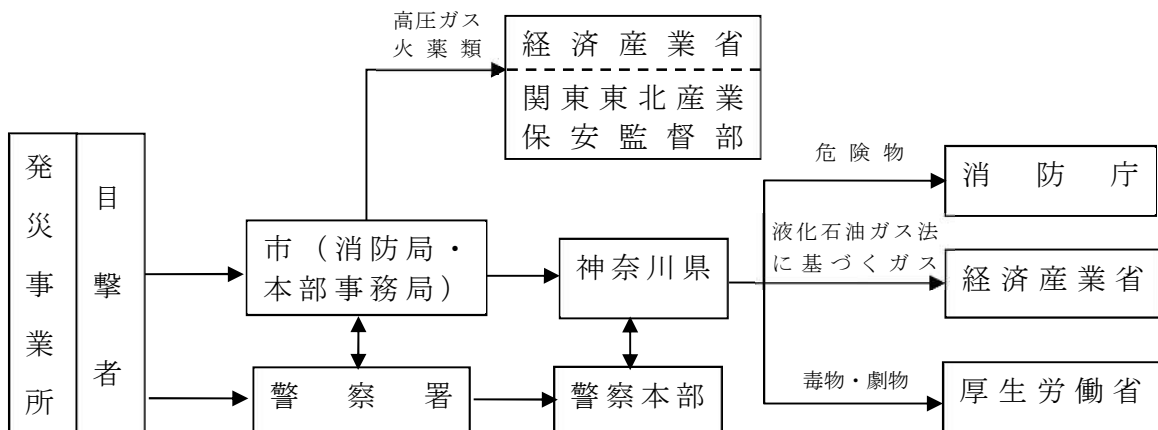 高圧ガス
火薬類
経済産業省
関東東北産業
保安監督部
発災事業所
目撃者
市（消防局・
本部事務局）
神奈川県
危険物
消防庁
液化石油ガス法
に基づくガス
経済産業省
毒物・劇物
厚生労働省
警察署
警察本部